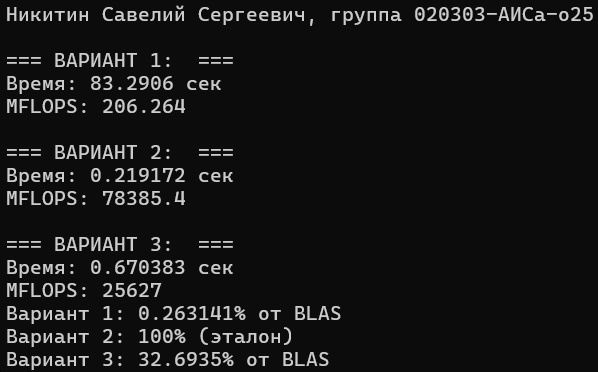 Никитин Савелий Сергеевич, группа 020303-АИСа-о25
=== ВАРИАНТ 1:  ===
Время: 83.2906 сек
MFLOPS: 206.264
=== ВАРИАНТ 2:  ===
Время: 0.219172 сек
MFLOPS: 78385.4
=== ВАРИАНТ 3:  ===
Время: 0.670383 сек
MFLOPS: 25627
Вариант 1: 0.263141% от BLAS
Вариант 2: 100% (эталон)
Вариант 3: 32.6935% от BLAS